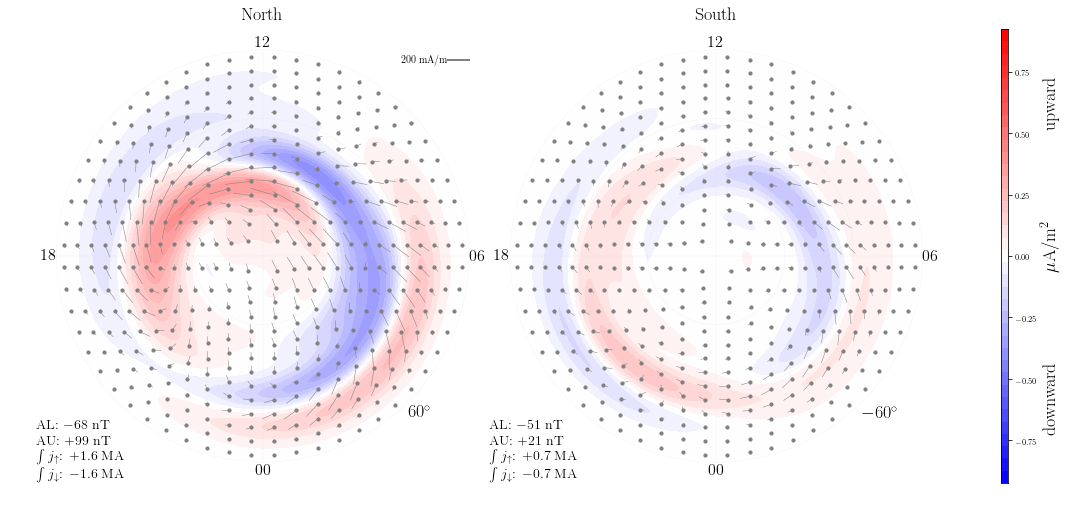 North
South
12
12
200 mA/m
18
06
18
06
60°
−60°
AL: −68 nT
AU: +99 nT
∫ j↑: +1.6 MA
∫ j↓: −1.6 MA
AL: −51 nT
AU: +21 nT
∫ j↑: +0.7 MA
∫ j↓: −0.7 MA
00
00
0.75
0.50
0.25
0.00
−0.25
−0.50
−0.75
upward
μA/m²
downward